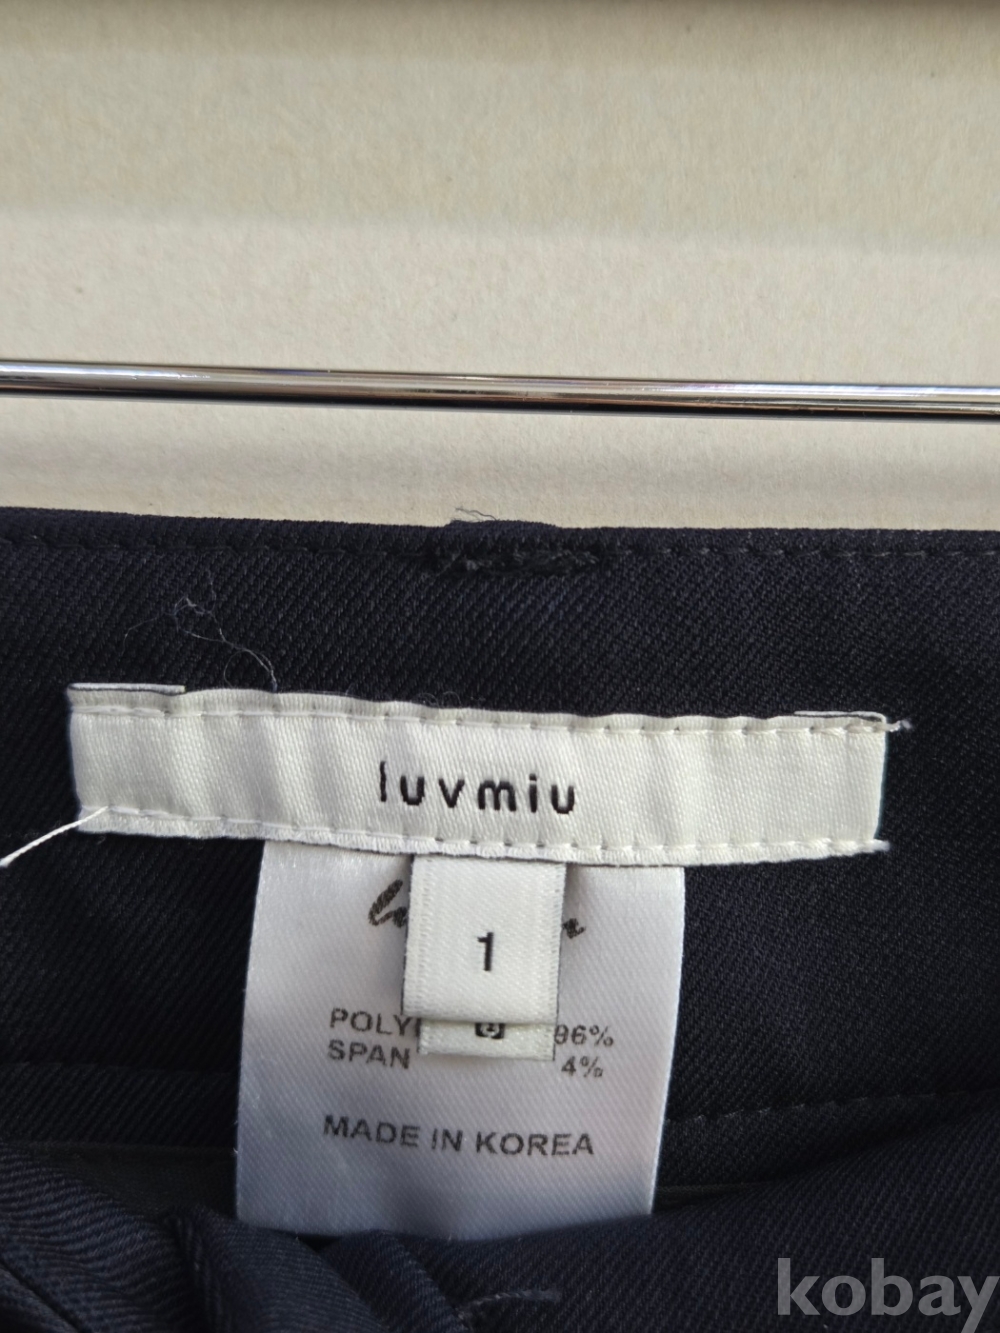 luvmiu
1
POLY 96%
SPAN 4%
MADE IN KOREA
kobay